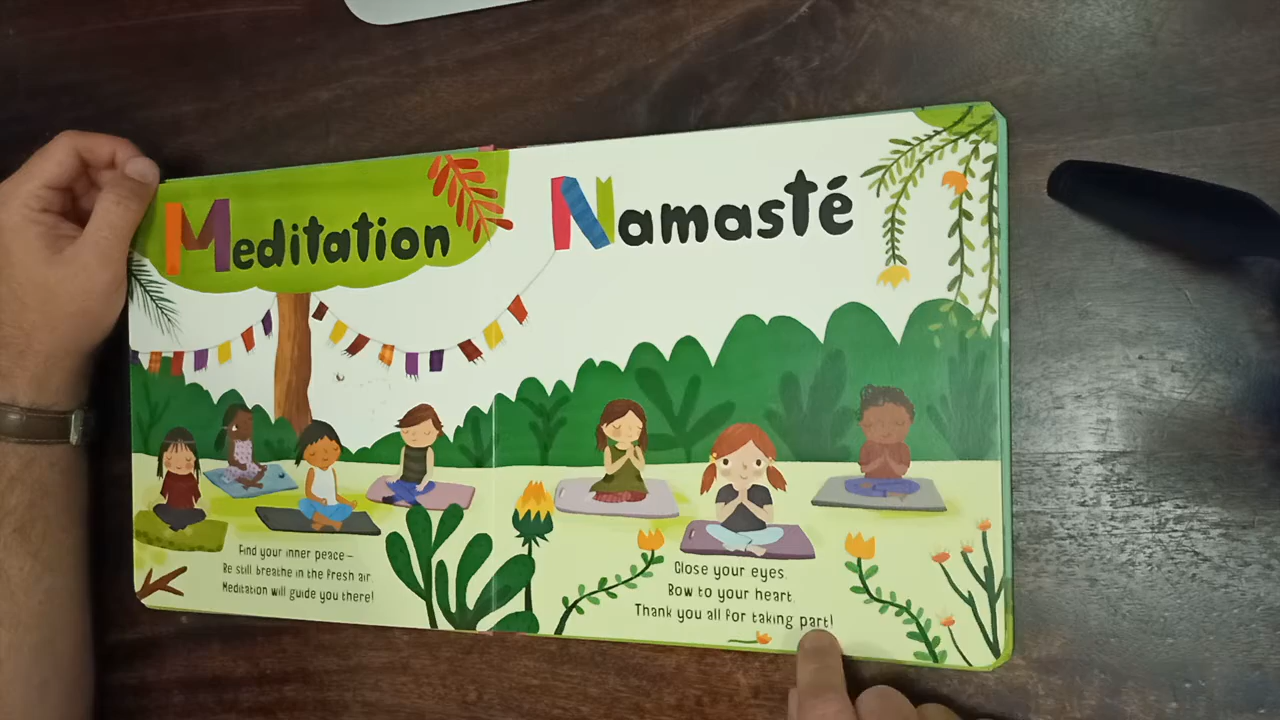 Meditation
Find your inner peace–
Be still breathe in the fresh air.
Meditation will guide you there!
Namasté
Close your eyes.
Bow to your heart.
Thank you all for taking part!